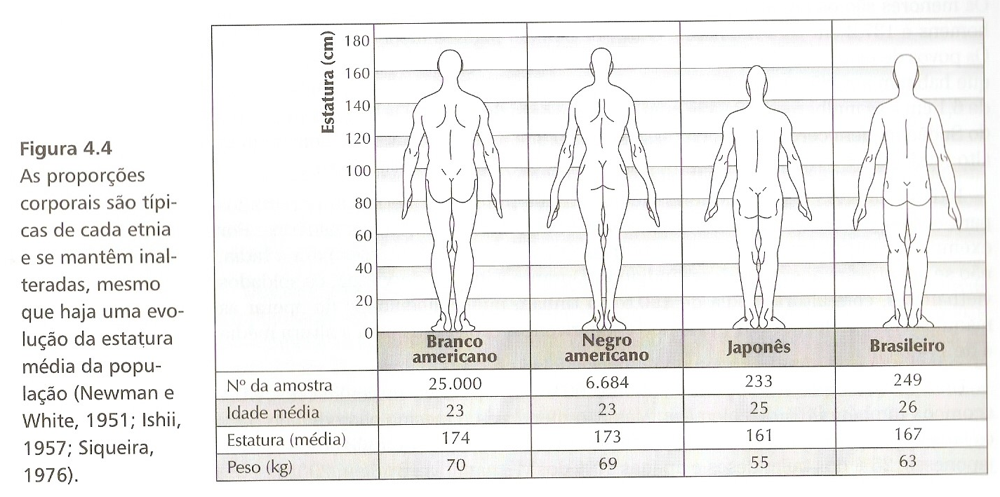 Figura 4.4
As proporções
corporais são típi-
cas de cada etnia
e se mantêm inal-
teradas, mesmo
que haja uma evo-
lução da estatura
média da popu-
lação (Newman e
White, 1951; Ishii,
1957; Siqueira,
1976).
Estatura (cm)
180
160
140
120
100
80
60
40
20
0
Branco
americano
Negro
americano
Japonês
Brasileiro
Nº da amostra 25.000 6.684 233 249
Idade média 23 23 25 26
Estatura (média) 174 173 161 167
Peso (kg) 70 69 55 63